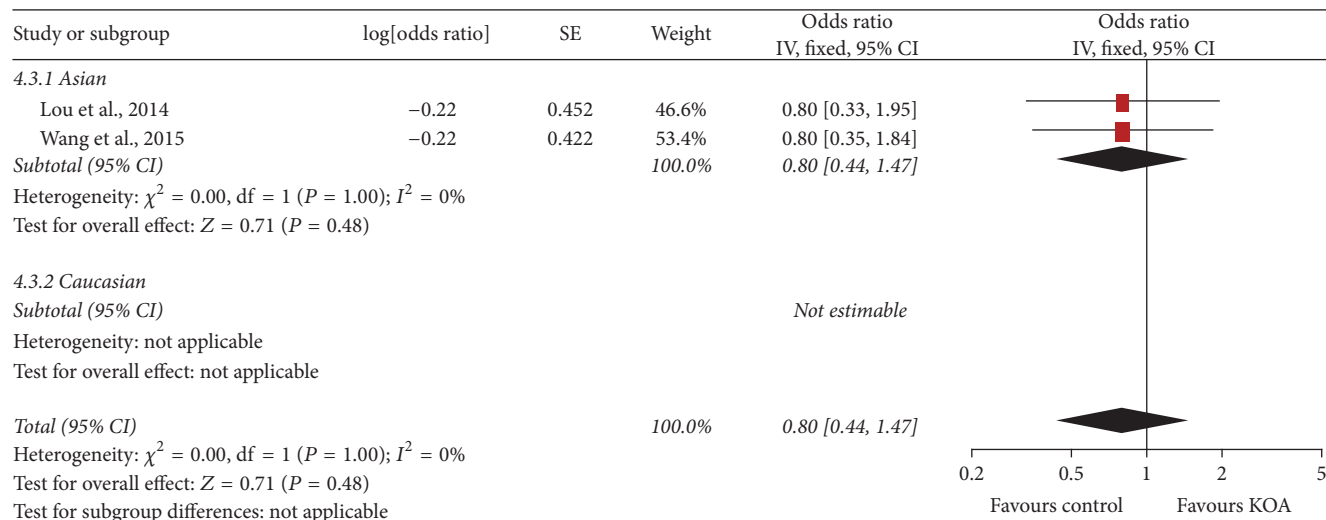 Study or subgroup log[odds ratio] SE Weight Odds ratio IV, fixed, 95% CI Odds ratio IV, fixed, 95% CI
4.3.1 Asian
Lou et al., 2014 −0.22 0.452 46.6% 0.80 [0.33, 1.95]
Wang et al., 2015 −0.22 0.422 53.4% 0.80 [0.35, 1.84]
Subtotal (95% CI) 100.0% 0.80 [0.44, 1.47]
Heterogeneity: χ² = 0.00, df = 1 (P = 1.00); I² = 0%
Test for overall effect: Z = 0.71 (P = 0.48)
4.3.2 Caucasian
Subtotal (95% CI) Not estimable
Heterogeneity: not applicable
Test for overall effect: not applicable
Total (95% CI) 100.0% 0.80 [0.44, 1.47]
Heterogeneity: χ² = 0.00, df = 1 (P = 1.00); I² = 0%
Test for overall effect: Z = 0.71 (P = 0.48)
Test for subgroup differences: not applicable
0.2 0.5 1 2 5
Favours control Favours KOA